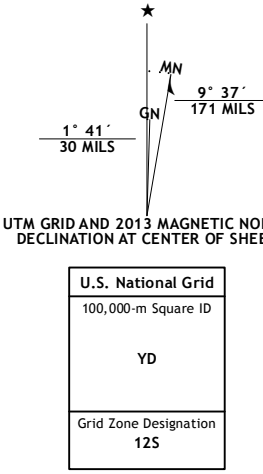 ★
MN
GN
9° 37´
171 MILS
1° 41´
30 MILS
UTM GRID AND 2013 MAGNETIC NO
DECLINATION AT CENTER OF SHEE
U.S. National Grid
100,000-m Square ID
YD
Grid Zone Designation
12S